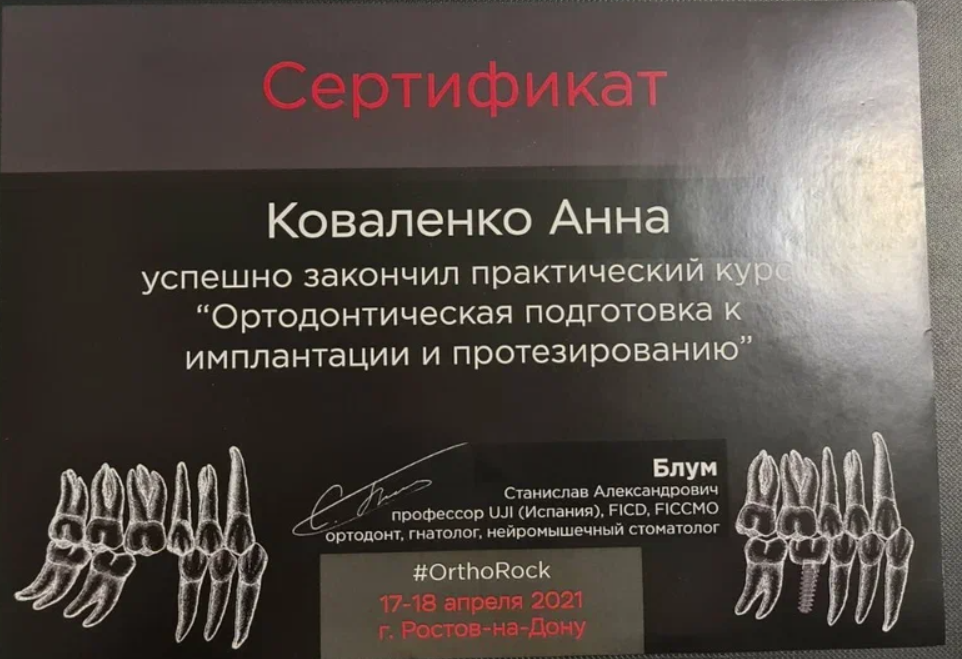 Сертификат
Коваленко Анна
успешно закончил практический курс
“Ортодонтическая подготовка к
имплантации и протезированию”
Блум
Станислав Александрович
профессор UJI (Испания), FICD, FICCMO
ортодонт, гнатолог, нейромышечный стоматолог
#OrthoRock
17-18 апреля 2021
г. Ростов-на-Дону